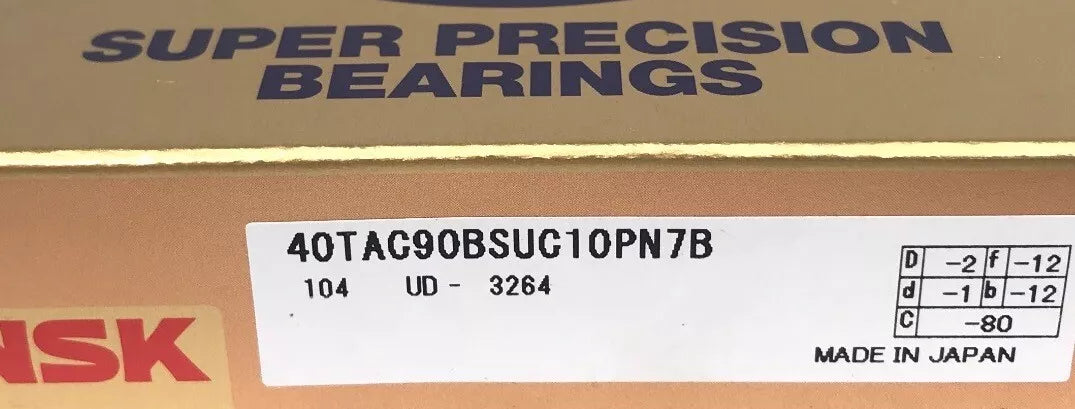 SUPER PRECISION
BEARINGS
40TAC90BSUC10PN7B
104 UD - 3264
D -2 f -12
d -1 b -12
C -80
MADE IN JAPAN
NSK